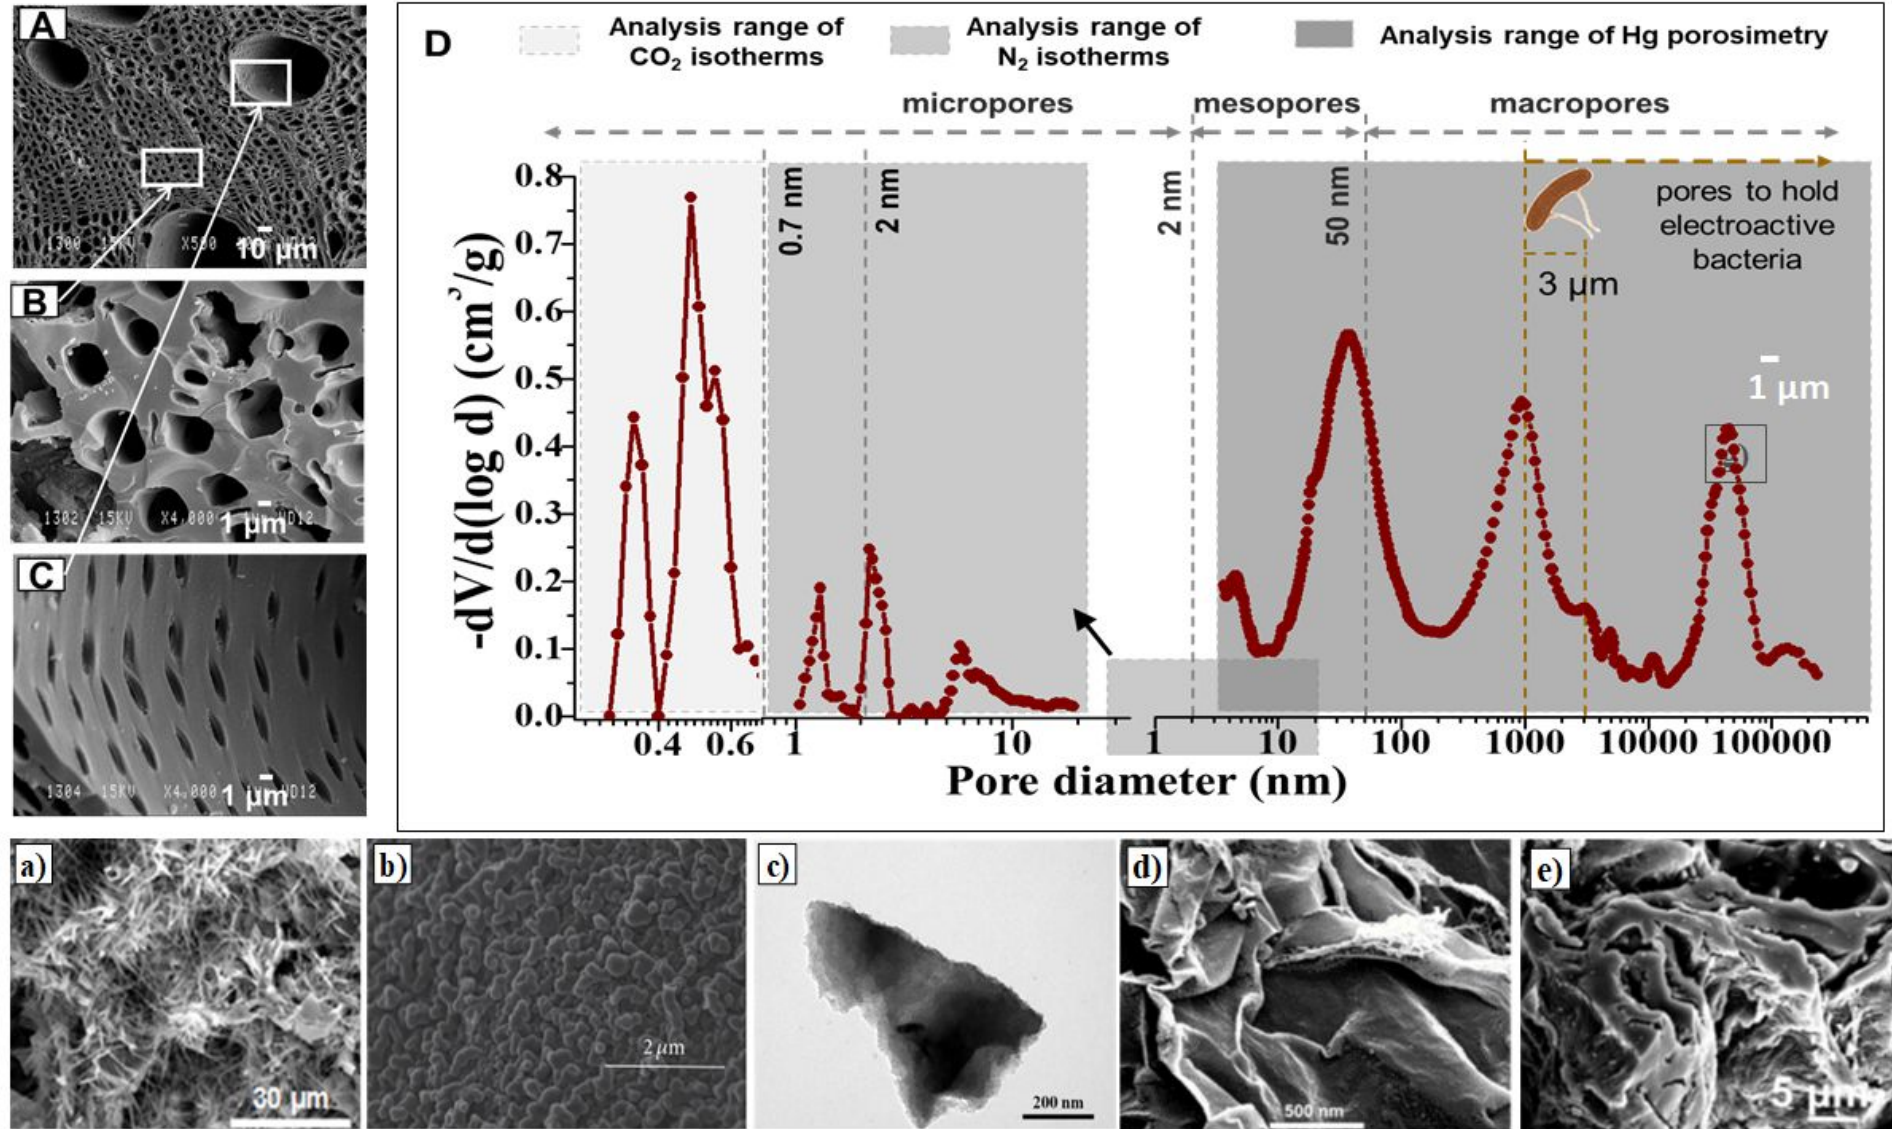 A
1300 15KV X500 WD12
10 µm
B
1302 15KV X4,000 WD12
1 µm
C
1304 15KV X4,000 WD12
1 µm
D
Analysis range of
CO₂ isotherms
Analysis range of
N₂ isotherms
Analysis range of Hg porosimetry
micropores
mesopores
macropores
0.7 nm
2 nm
2 nm
50 nm
3 µm
pores to hold
electroactive
bacteria
1 µm
-dV/d(log d) (cm³/g)
0.8
0.7
0.6
0.5
0.4
0.3
0.2
0.1
0.0
0.4 0.6 1 10 1 10 100 1000 10000 100000
Pore diameter (nm)
a)
30 µm
b)
2 µm
c)
200 nm
d)
500 nm
e)
5 µm